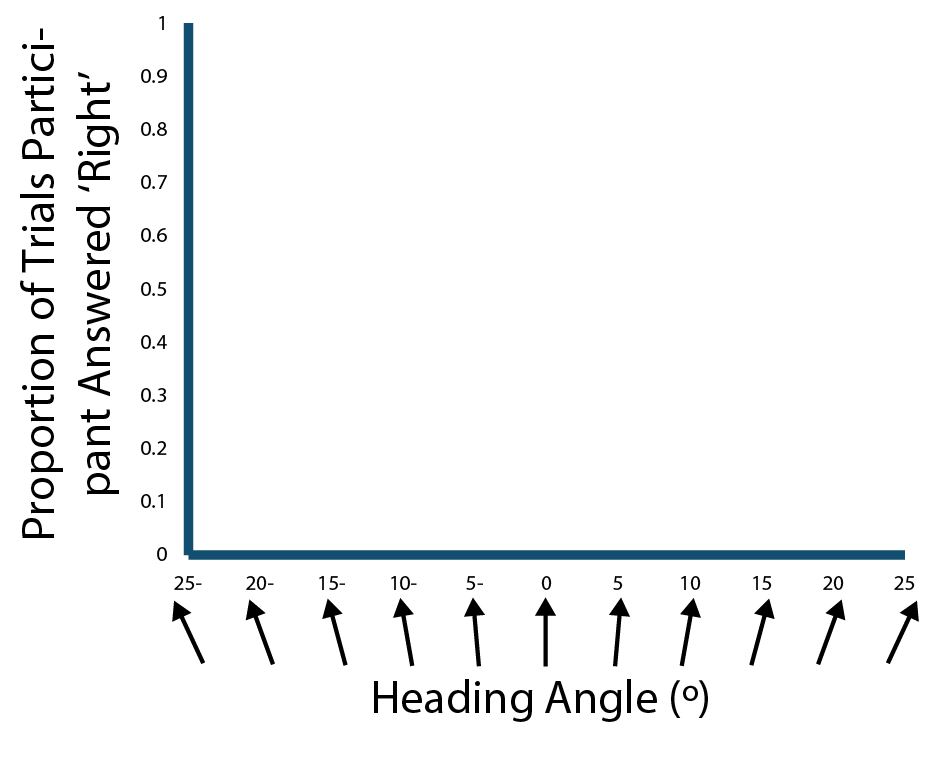 Proportion of Trials Partici-
pant Answered ‘Right’
1
0.9
0.8
0.7
0.6
0.5
0.4
0.3
0.2
0.1
0
25- 20- 15- 10- 5- 0 5 10 15 20 25
Heading Angle (º)